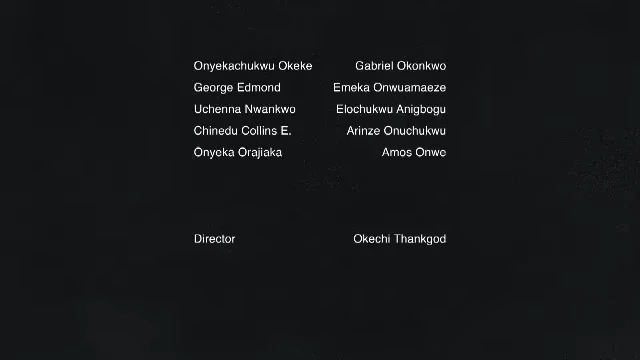 Onyekachukwu Okeke Gabriel Okonkwo
George Edmond Emeka Onwuamaeze
Uchenna Nwankwo Elochukwu Anigbogu
Chinedu Collins E. Arinze Onuchukwu
Onyeka Orajiaka Amos Onwe
Director Okechi Thankgod